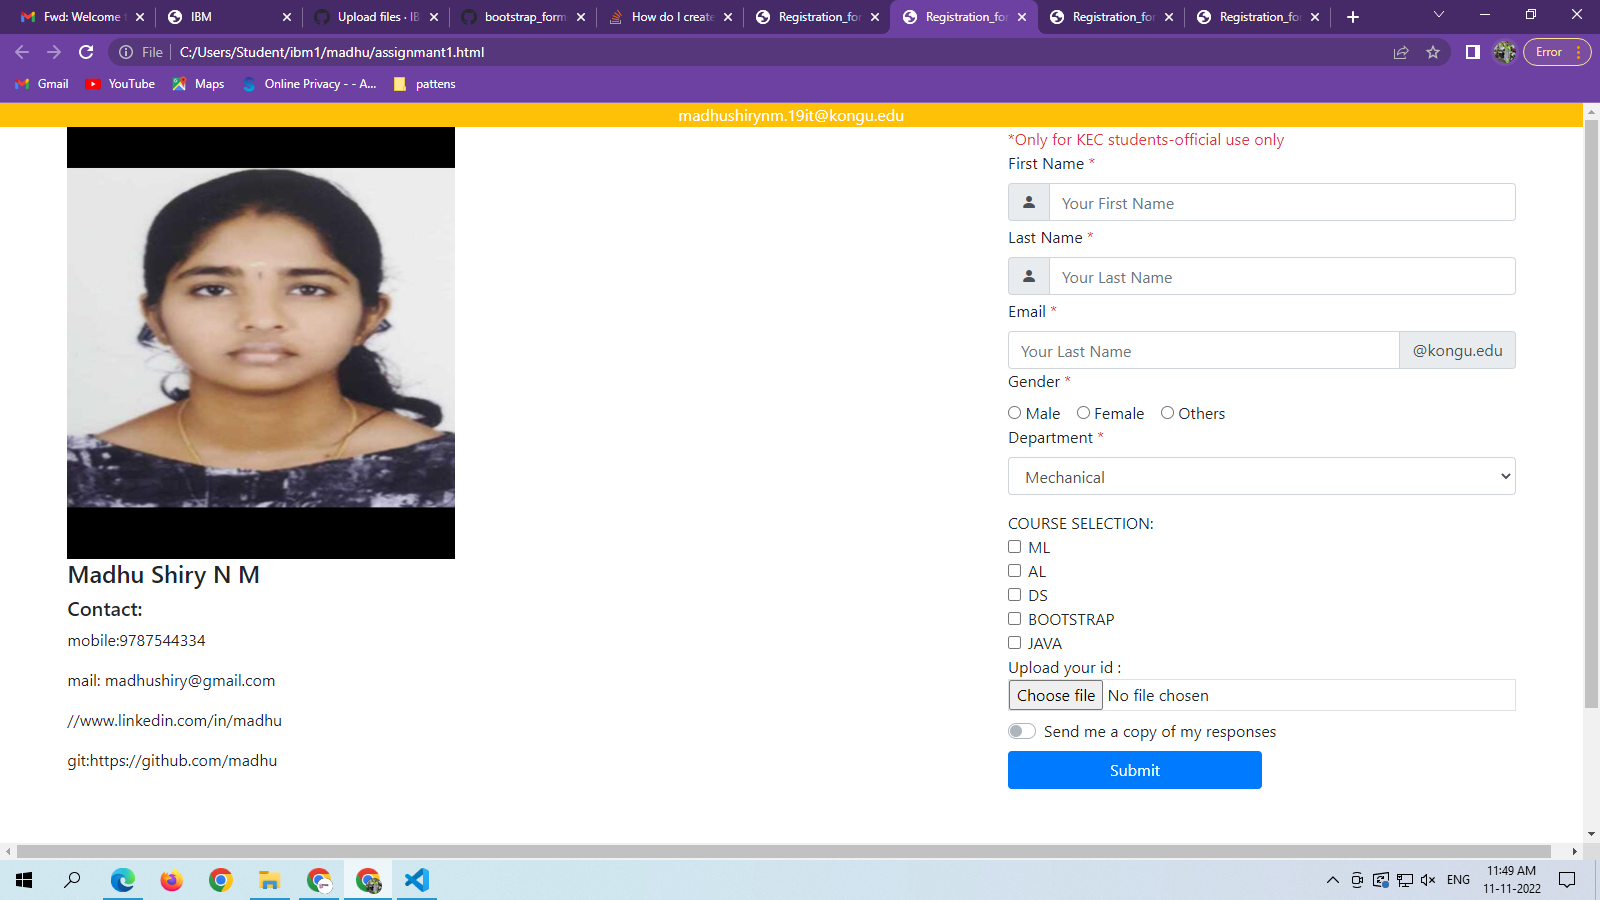 Fwd: Welcome t
IBM
Upload files · IB
bootstrap_form
How do I create
Registration_fo
Registration_fo
Registration_fo
Registration_fo
File
C:/Users/Student/ibm1/madhu/assignmant1.html
Error
Gmail
YouTube
Maps
Online Privacy - - A...
pattens
madhushirynm.19it@kongu.edu
Madhu Shiry N M
Contact:
mobile:9787544334
mail: madhushiry@gmail.com
//www.linkedin.com/in/madhu
git:https://github.com/madhu
*Only for KEC students-official use only
First Name *
Your First Name
Last Name *
Your Last Name
Email *
Your Last Name @kongu.edu
Gender *
Male Female Others
Department *
Mechanical
COURSE SELECTION:
ML
AL
DS
BOOTSTRAP
JAVA
Upload your id :
Choose file No file chosen
Send me a copy of my responses
Submit
ENG
11:49 AM
11-11-2022